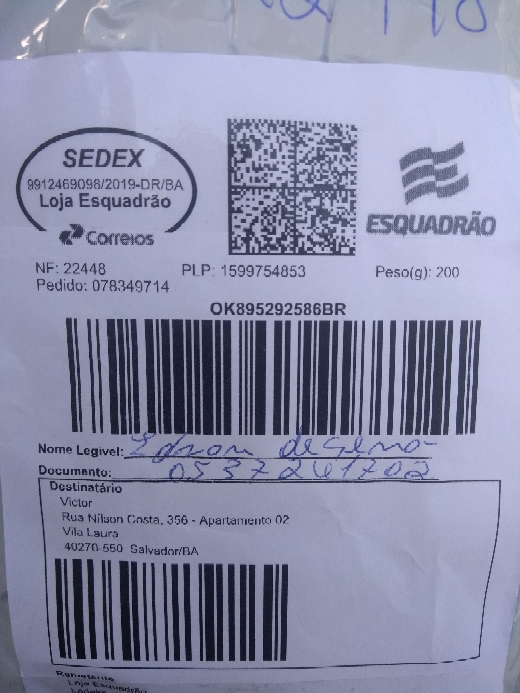 SEDEX
9912469098/2019-DR/BA
Loja Esquadrão
Correios
ESQUADRÃO
NF: 22448 PLP: 1599754853 Peso(g): 200
Pedido: 078349714
OK895292586BR
Nome Legível:
Documento: 0537261702
Destinatário
Victor
Rua Nilson Costa, 356 - Apartamento 02
Vila Laura
40270-550 Salvador/BA
Remetente
Loja Esquadrão